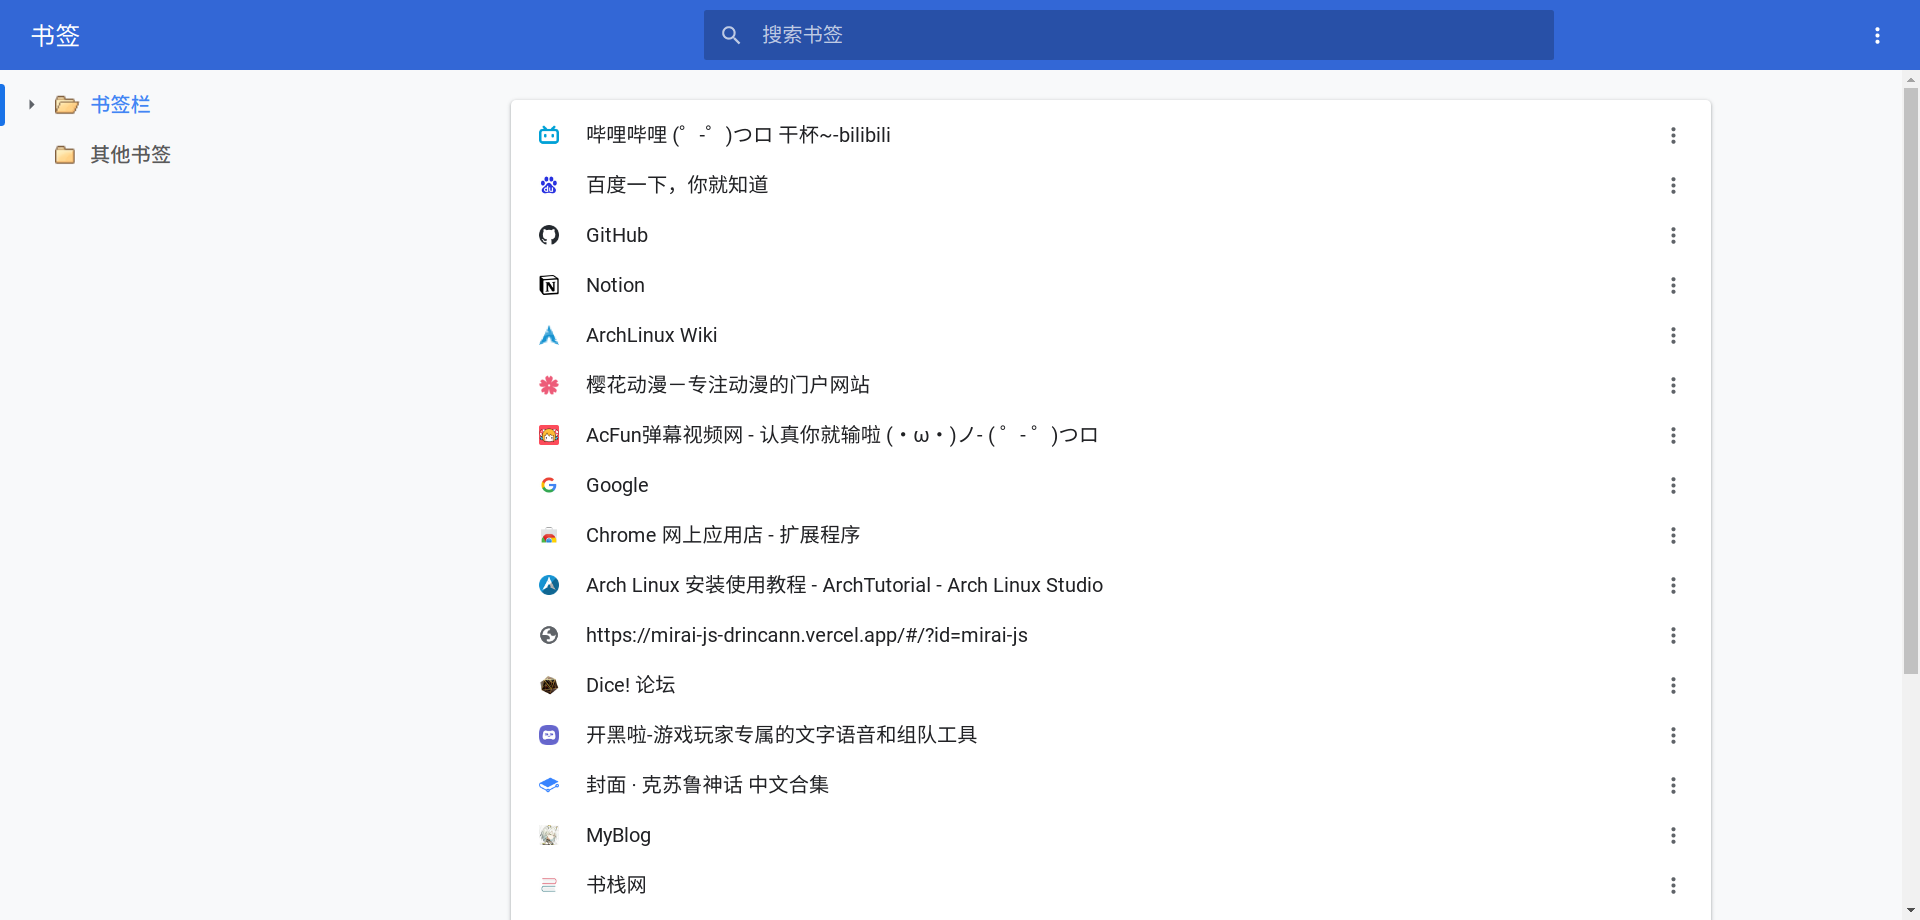 书签
搜索书签
书签栏
其他书签
哔哩哔哩 (゜-゜)つロ 干杯~-bilibili
百度一下，你就知道
GitHub
Notion
ArchLinux Wiki
樱花动漫－专注动漫的门户网站
AcFun弹幕视频网 - 认真你就输啦 (・ω・)ノ- ( ゜- ゜)つロ
Google
Chrome 网上应用店 - 扩展程序
Arch Linux 安装使用教程 - ArchTutorial - Arch Linux Studio
https://mirai-js-drincann.vercel.app/#/?id=mirai-js
Dice! 论坛
开黑啦-游戏玩家专属的文字语音和组队工具
封面 · 克苏鲁神话 中文合集
MyBlog
书栈网